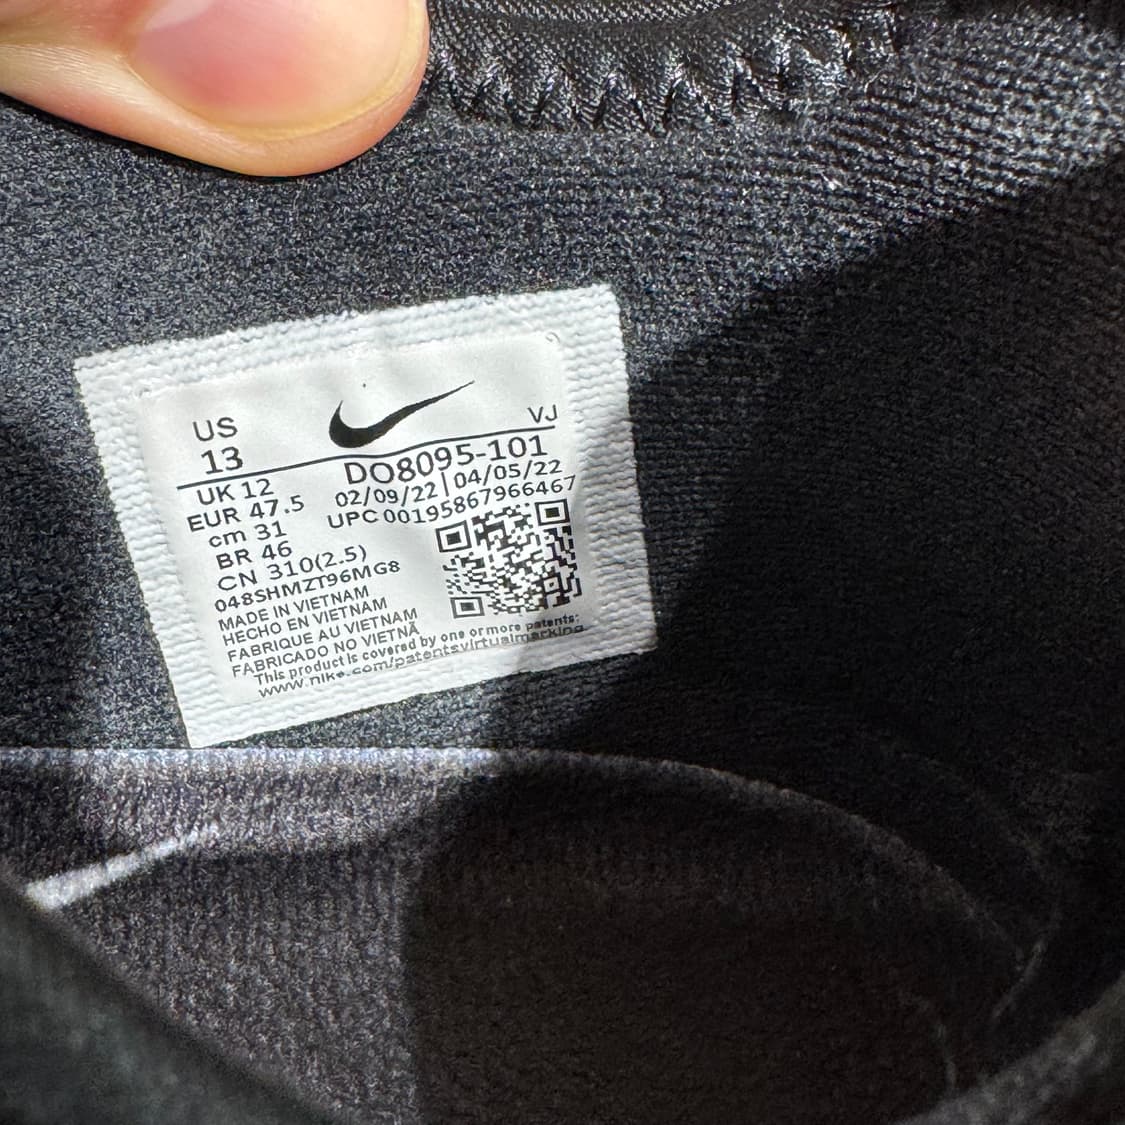 US
13
VJ
DO8095-101
UK 12
02/09/22 | 04/05/22
EUR 47.5
UPC 00195867966467
cm 31
BR 46
CN 310(2.5)
048SHMZT96MG8
MADE IN VIETNAM
HECHO EN VIETNAM
FABRIQUE AU VIETNAM
FABRICADO NO VIETNÃ
This product is covered by one or more patents:
www.nike.com/patentsvirtualmarking